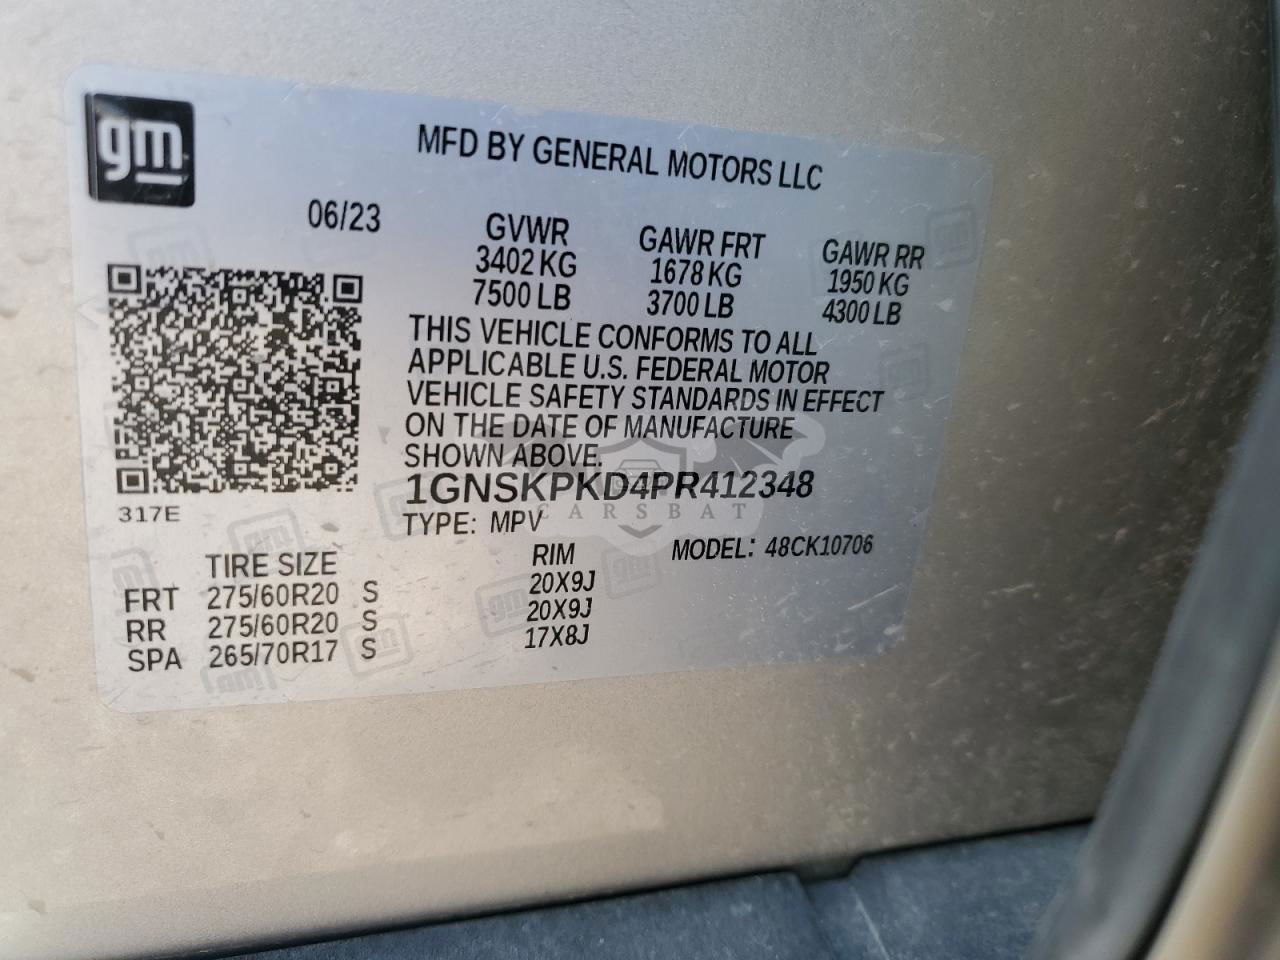 gm
MFD BY GENERAL MOTORS LLC
06/23
GVWR GAWR FRT GAWR RR
3402 KG 1678 KG 1950 KG
7500 LB 3700 LB 4300 LB
THIS VEHICLE CONFORMS TO ALL
APPLICABLE U.S. FEDERAL MOTOR
VEHICLE SAFETY STANDARDS IN EFFECT
ON THE DATE OF MANUFACTURE
SHOWN ABOVE.
1GNSKPKD4PR412348
CARSBAT
317E
TYPE: MPV MODEL: 48CK10706
TIRE SIZE RIM
FRT 275/60R20 S 20X9J
RR 275/60R20 S 20X9J
SPA 265/70R17 S 17X8J